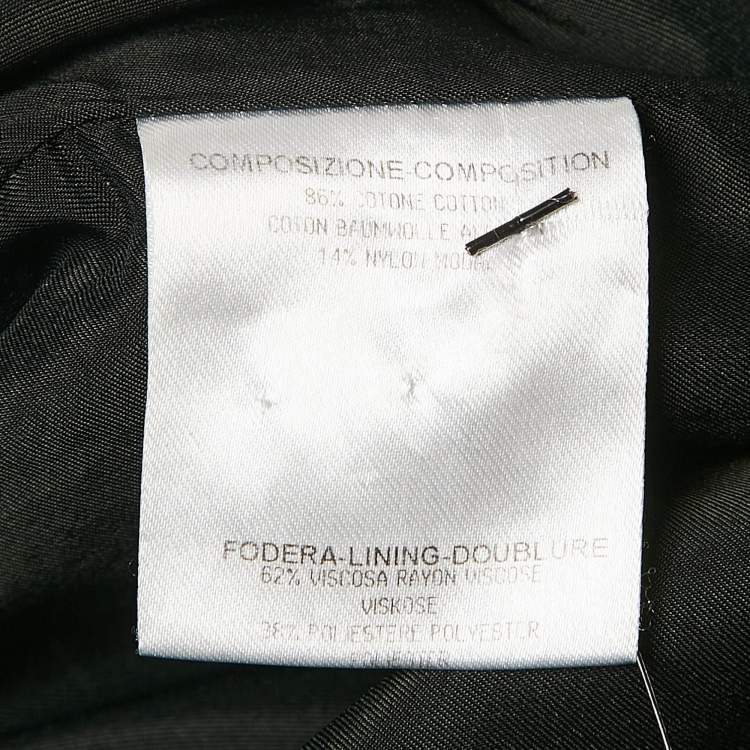 COMPOSIZIONE-COMPOSITION
86% COTONE COTTON
COTON BAUMWOLLE
14% NYLON
FODERA-LINING-DOUBLURE
62% VISCOSA RAYON VISCOSE
VISKOSE
38% POLIESTERE POLYESTER
POLYESTER